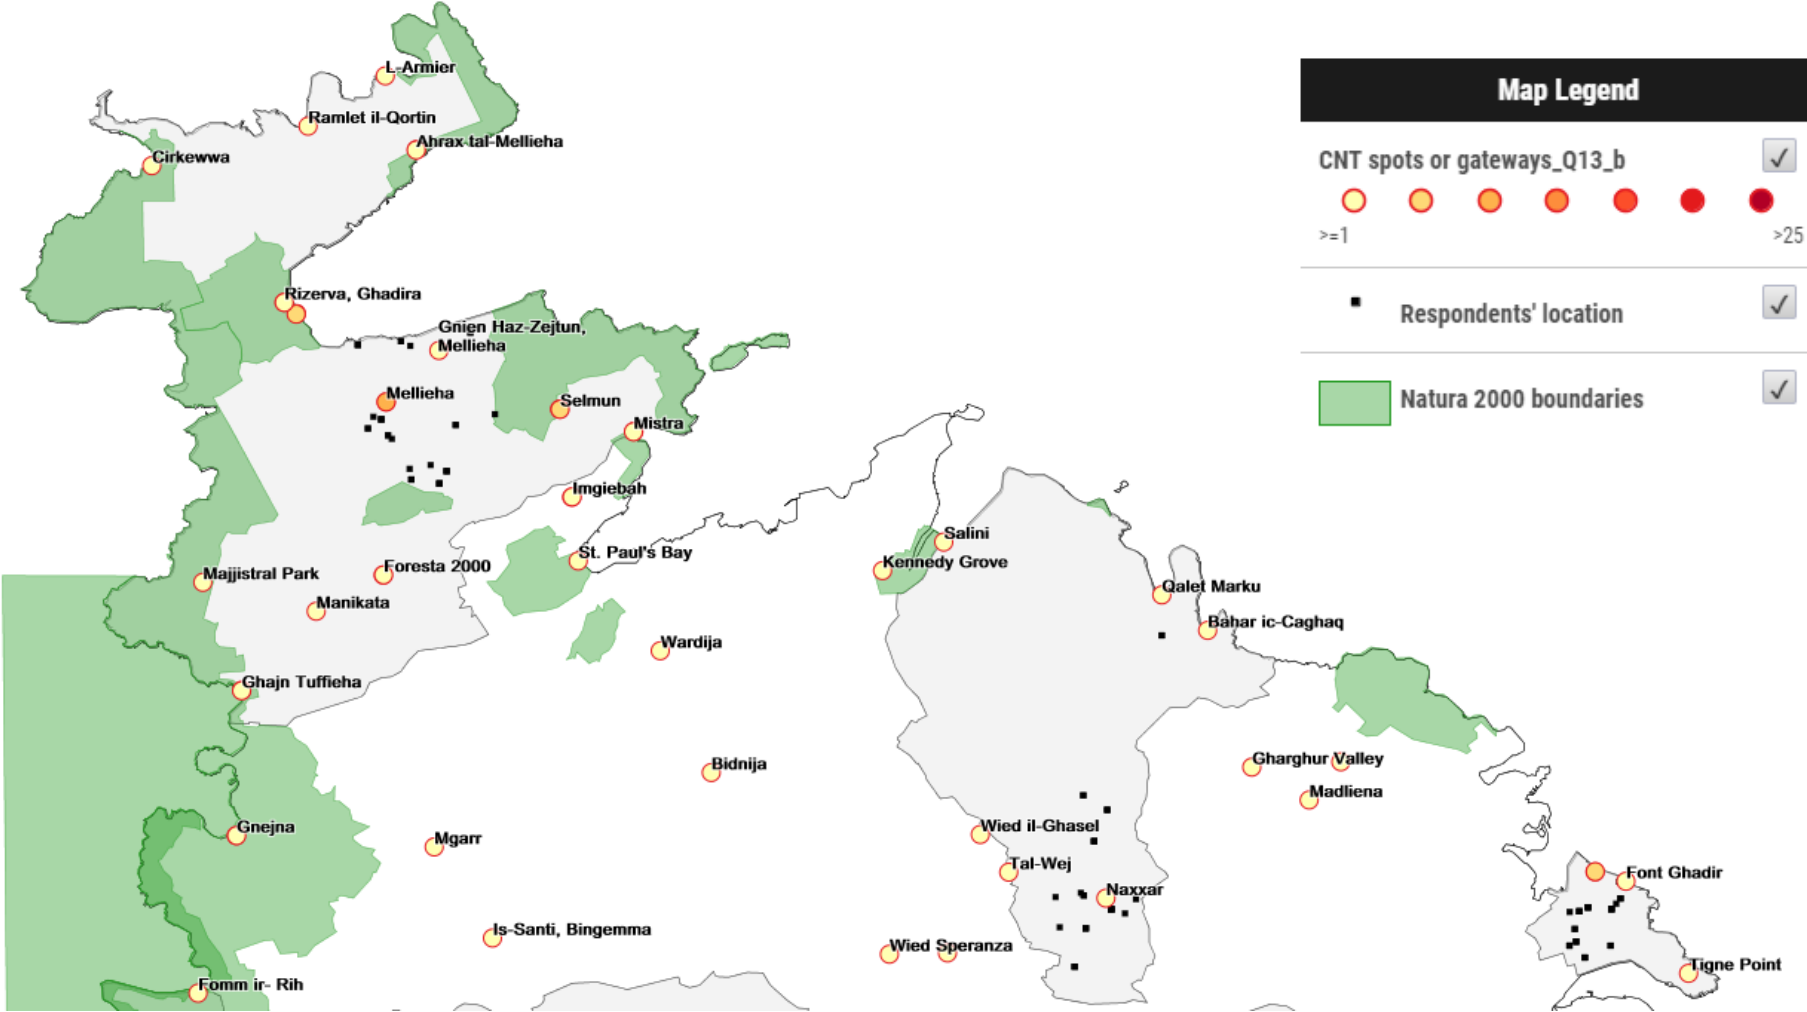 L-Armier
Ramlet il-Qortin
Ahrax tal-Mellieha
Cirkewwa
Rizerva, Ghadira
Gnien Haz-Zejtun,
Mellieha
Mellieha
Selmun
Mistra
Imgiebah
St. Paul's Bay
Foresta 2000
Majjistral Park
Manikata
Wardija
Ghajn Tuffieha
Bidnija
Gnejna
Mgarr
Is-Santi, Bingemma
Fomm ir- Rih
Salini
Kennedy Grove
Qalet Marku
Bahar ic-Caghaq
Gharghur Valley
Madliena
Wied il-Ghasel
Tal-Wej
Naxxar
Wied Speranza
Font Ghadir
Tigne Point
Map Legend
CNT spots or gateways_Q13_b
>=1
>25
Respondents' location
Natura 2000 boundaries